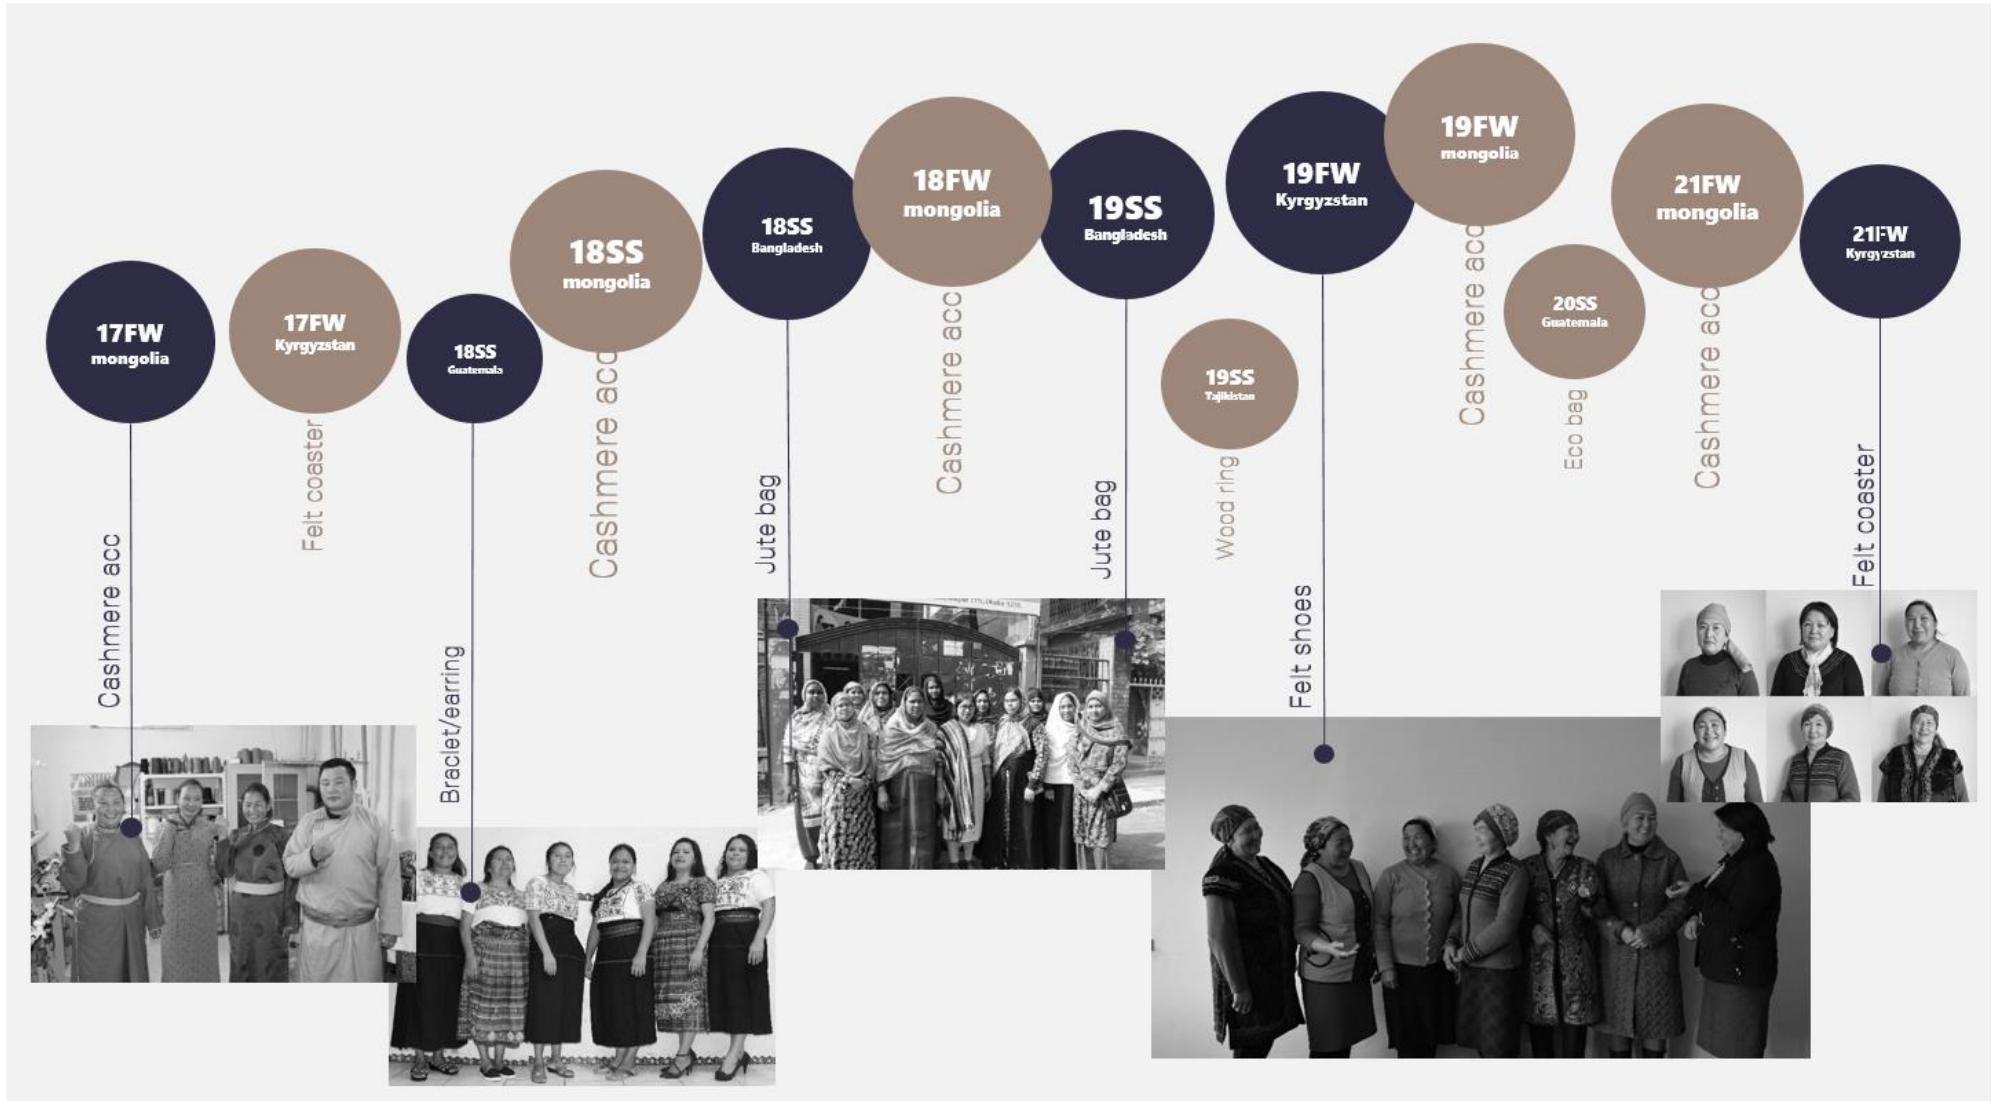 17FW
mongolia
Cashmere acc
17FW
Kyrgyzstan
Felt coaster
18SS
Guatemala
Braclet/earring
18SS
mongolia
Cashmere acc
18SS
Bangladesh
Jute bag
18FW
mongolia
Cashmere acc
19SS
Bangladesh
Jute bag
19SS
Tajikistan
Wood ring
19FW
Kyrgyzstan
Felt shoes
19FW
mongolia
Cashmere acc
20SS
Guatemala
Eco bag
21FW
mongolia
Cashmere acc
21FW
Kyrgyzstan
Felt coaster